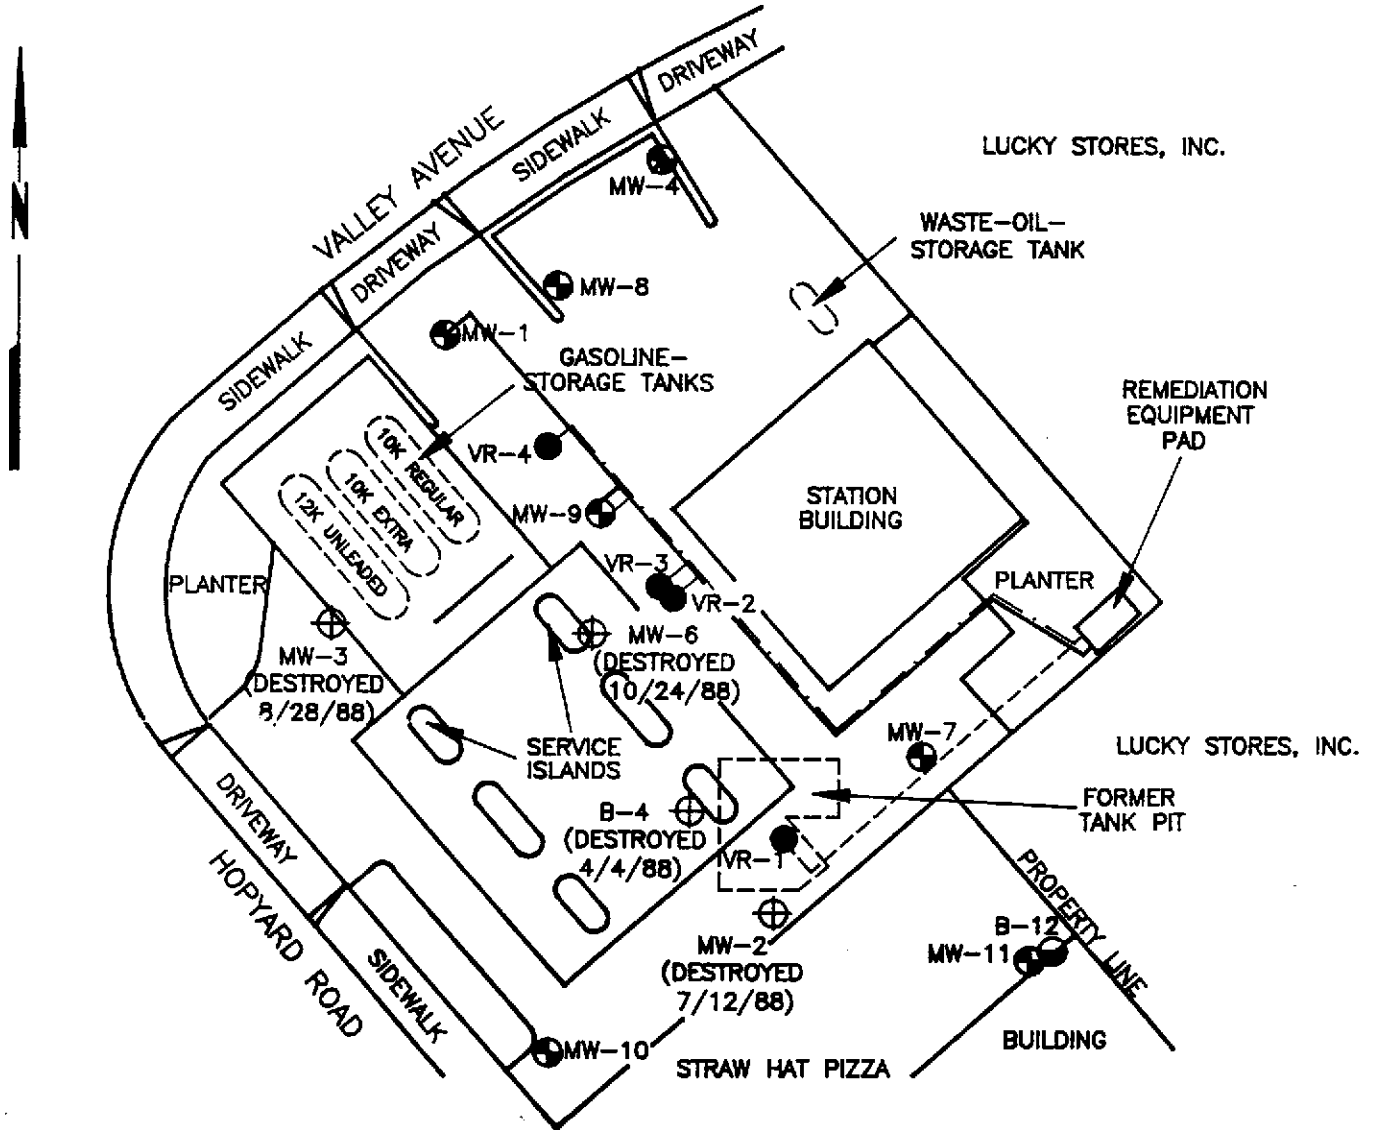 DRIVEWAY
SIDEWALK
VALLEY AVENUE
DRIVEWAY
SIDEWALK
N
LUCKY STORES, INC.
MW-4
WASTE-OIL-
STORAGE TANK
MW-8
MW-1
GASOLINE-
STORAGE TANKS
REMEDIATION
EQUIPMENT
PAD
10K REGULAR
10K EXTRA
12K UNLEADED
VR-4
MW-9
STATION
BUILDING
VR-3
VR-2
PLANTER
PLANTER
MW-3
(DESTROYED
8/28/88)
MW-6
(DESTROYED
10/24/88)
SERVICE
ISLANDS
MW-7
LUCKY STORES, INC.
B-4
(DESTROYED
4/4/88)
FORMER
TANK PIT
VR-1
DRIVEWAY
HOPYARD ROAD
SIDEWALK
MW-2
(DESTROYED
7/12/88)
PROPERTY LINE
B-12
MW-11
MW-10
BUILDING
STRAW HAT PIZZA